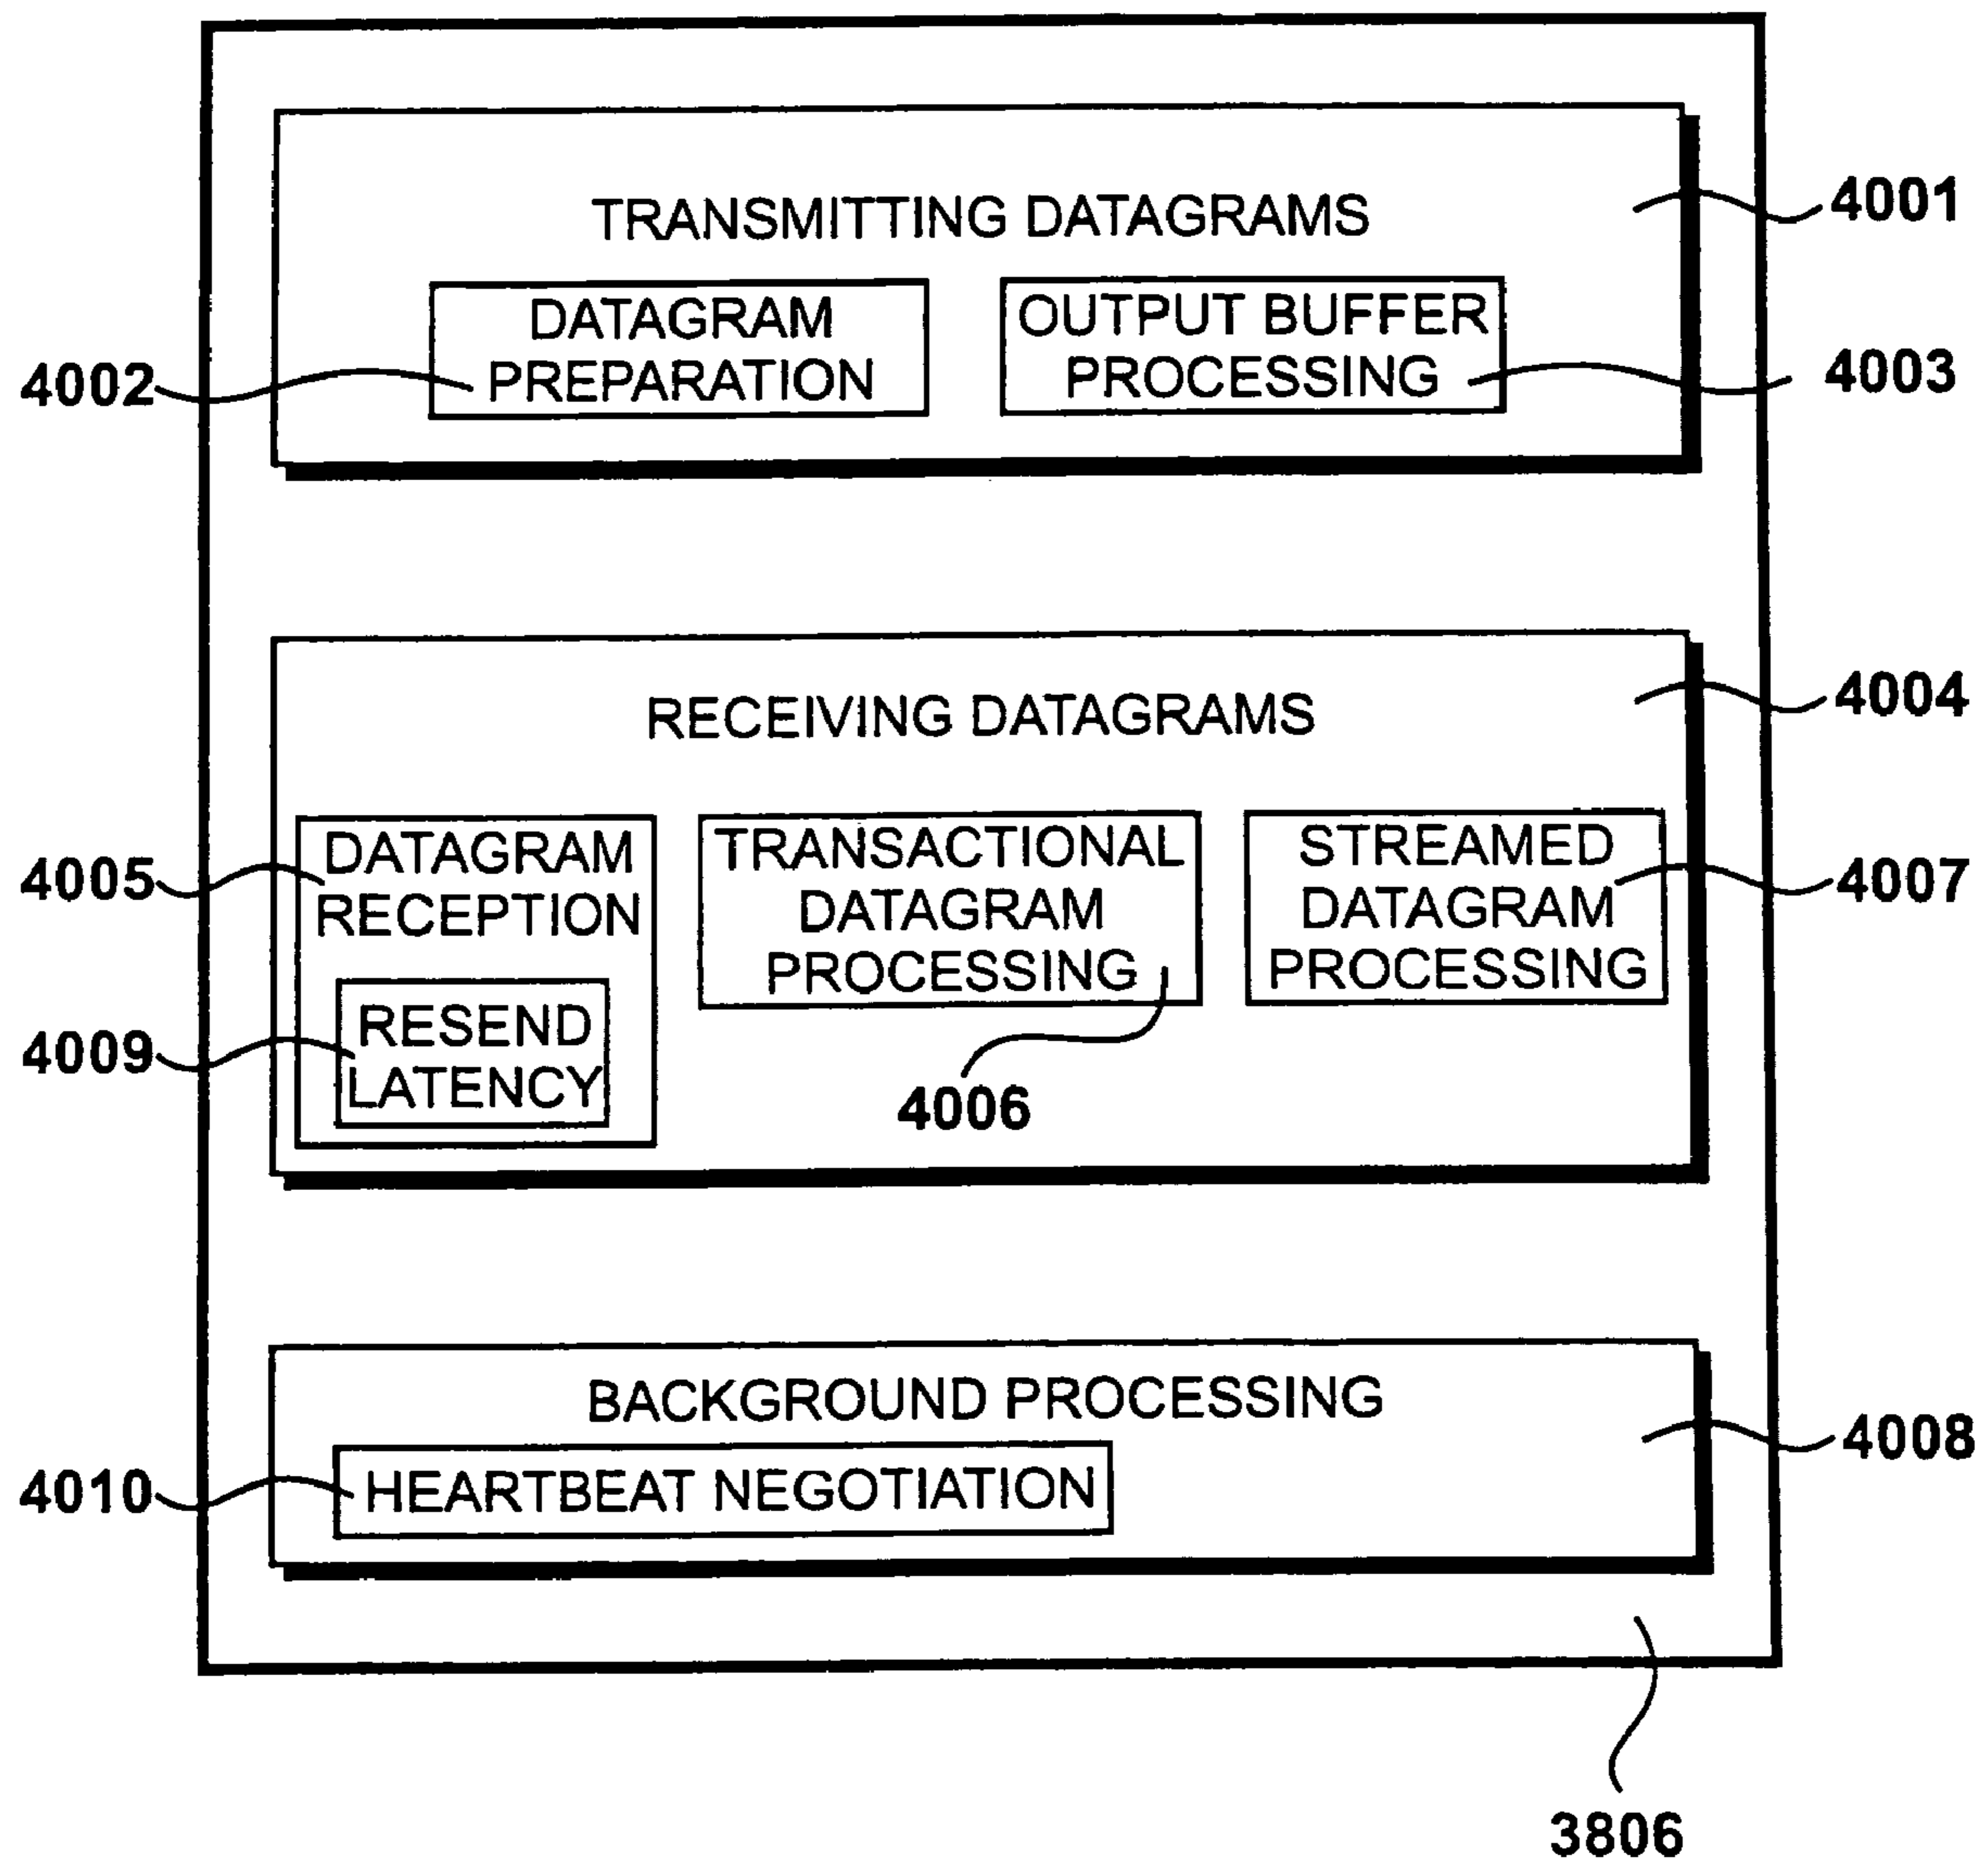 TRANSMITTING DATAGRAMS
4001
DATAGRAM
PREPARATION
4002
OUTPUT BUFFER
PROCESSING
4003
RECEIVING DATAGRAMS
4004
DATAGRAM
RECEPTION
4005
RESEND
LATENCY
4009
TRANSACTIONAL
DATAGRAM
PROCESSING
4006
STREAMED
DATAGRAM
PROCESSING
4007
BACKGROUND PROCESSING
4008
HEARTBEAT NEGOTIATION
4010
3806